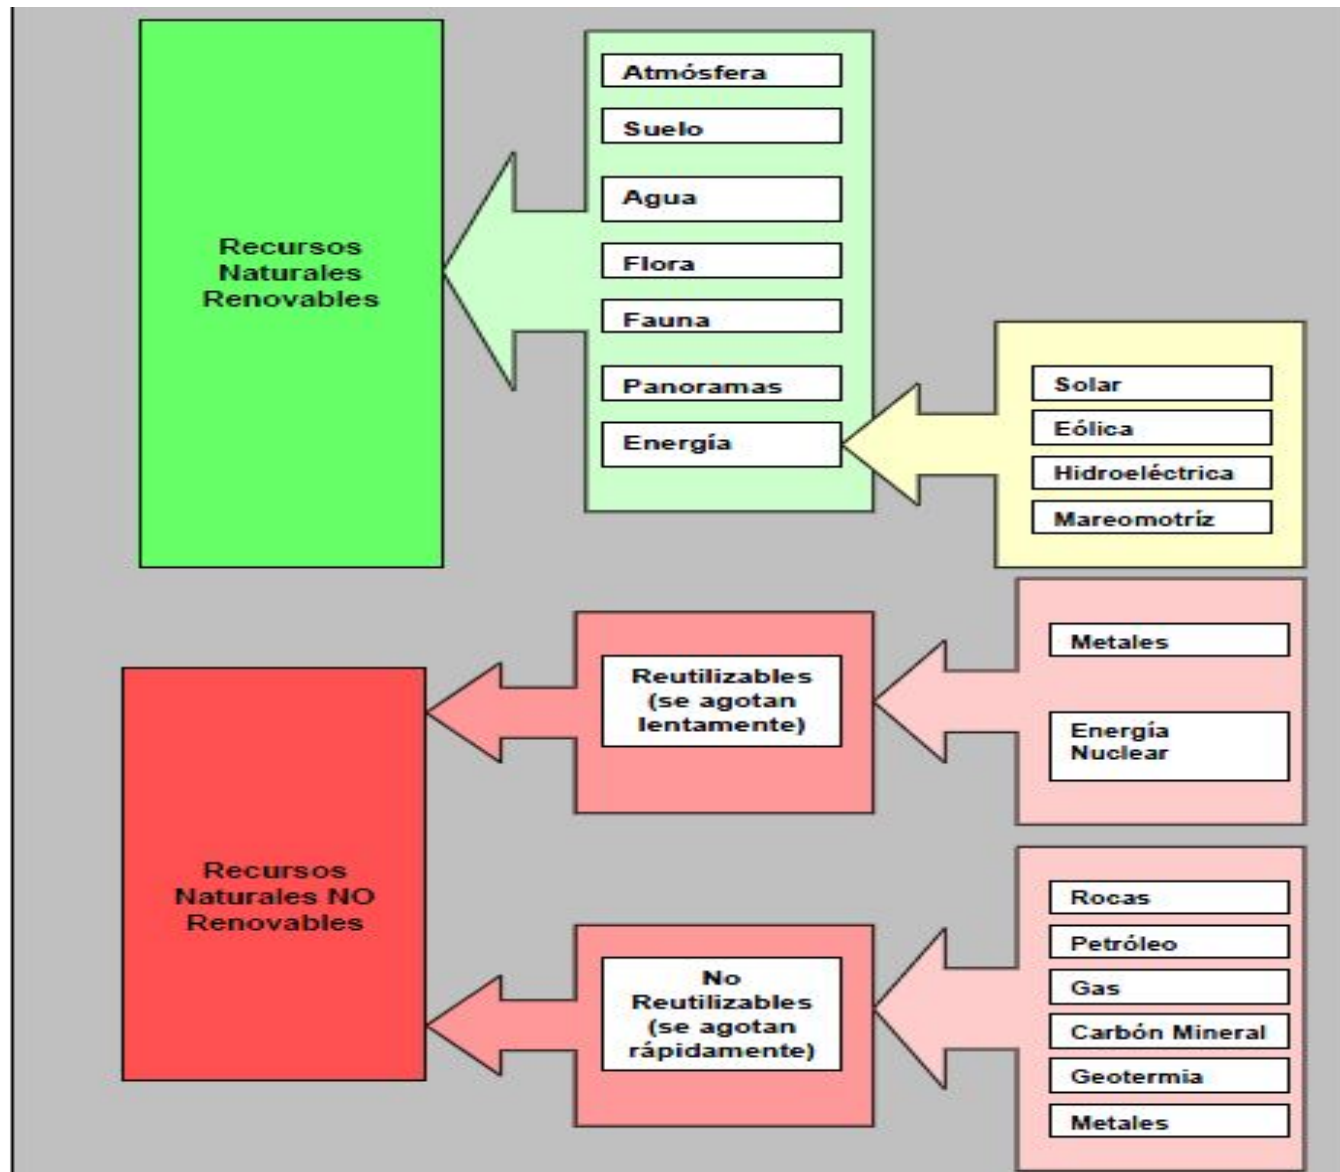 Recursos
Naturales
Renovables
Atmósfera
Suelo
Agua
Flora
Fauna
Panoramas
Energía
Solar
Eólica
Hidroeléctrica
Mareomotríz
Recursos
Naturales NO
Renovables
Reutilizables
(se agotan
lentamente)
Metales
Energía
Nuclear
No
Reutilizables
(se agotan
rápidamente)
Rocas
Petróleo
Gas
Carbón Mineral
Geotermia
Metales